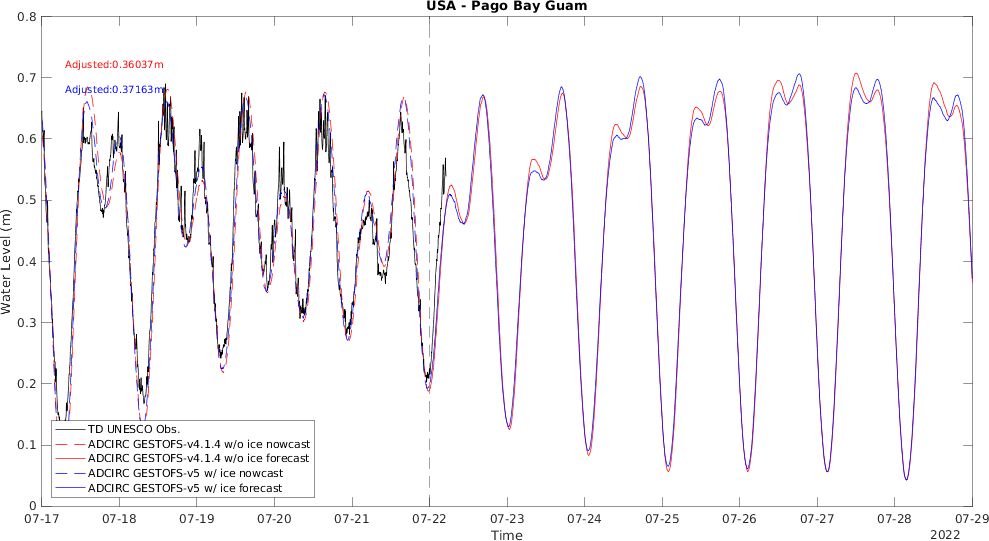 USA - Pago Bay Guam
0.8
0.7
0.6
0.5
0.4
0.3
0.2
0.1
0
Water Level (m)
Adjusted:0.36037m
Adjusted:0.37163m
TD UNESCO Obs.
ADCIRC GESTOFS-v4.1.4 w/o ice nowcast
ADCIRC GESTOFS-v4.1.4 w/o ice forecast
ADCIRC GESTOFS-v5 w/ ice nowcast
ADCIRC GESTOFS-v5 w/ ice forecast
07-17 07-18 07-19 07-20 07-21 07-22 07-23 07-24 07-25 07-26 07-27 07-28 07-29
Time
2022